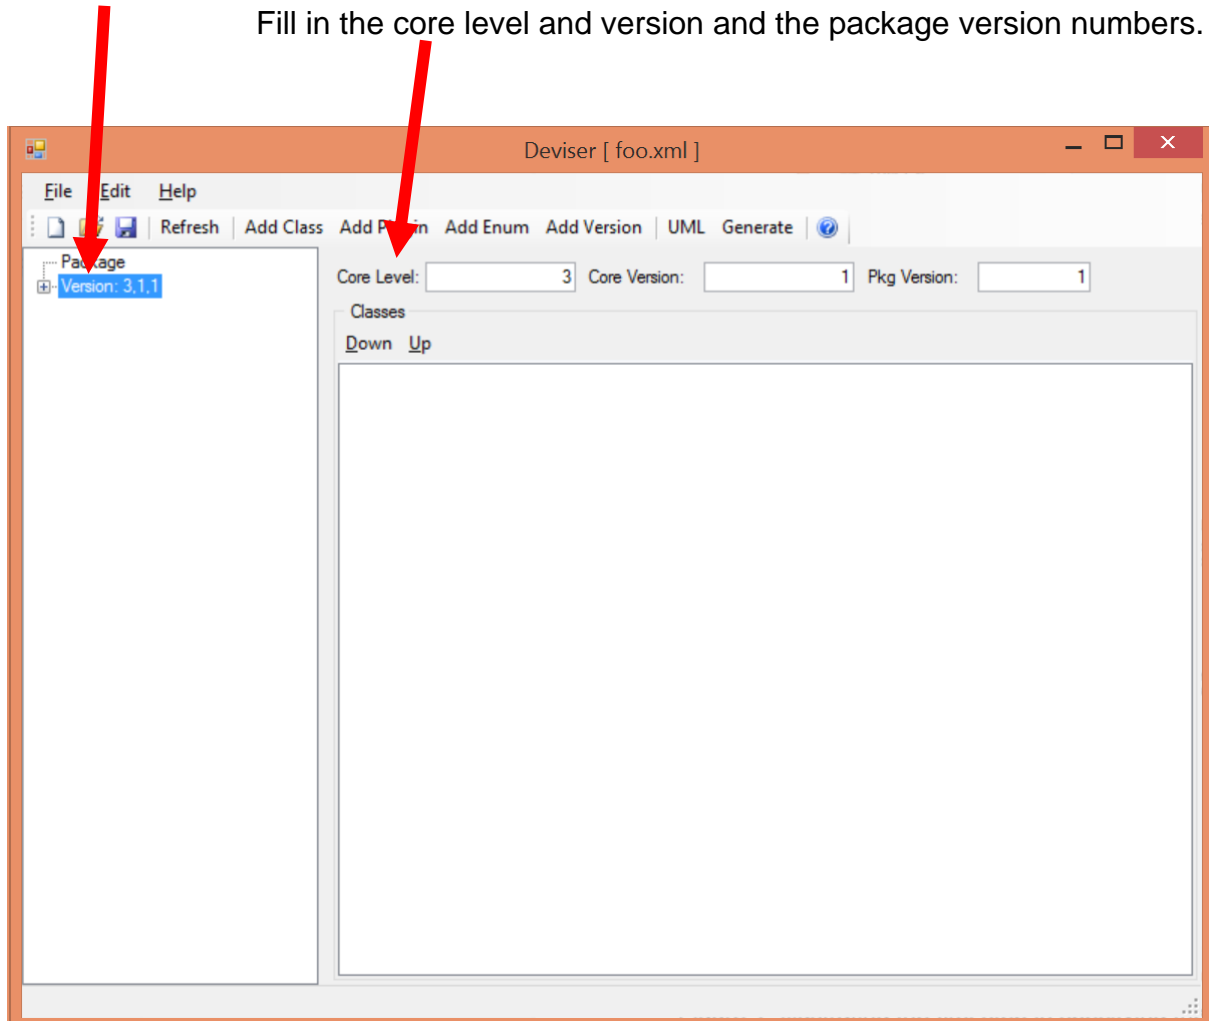 Fill in the core level and version and the package version numbers.
Deviser [ foo.xml ]
File Edit Help
Refresh Add Class Add Plugin Add Enum Add Version UML Generate
Package
Version: 3,1,1
Core Level: 3 Core Version: 1 Pkg Version: 1
Classes
Down Up